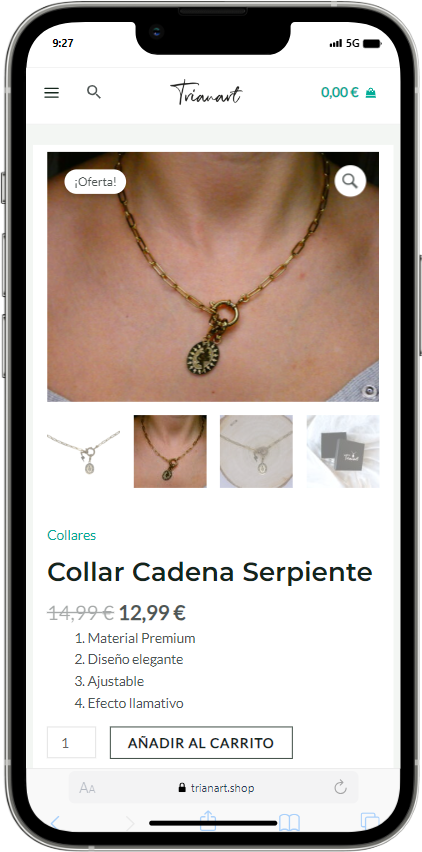 9:27
5G
Trianart
0,00 €
¡Oferta!
Collares
Collar Cadena Serpiente
14,99 € 12,99 €
1. Material Premium
2. Diseño elegante
3. Ajustable
4. Efecto llamativo
1
AÑADIR AL CARRITO
AA
trianart.shop